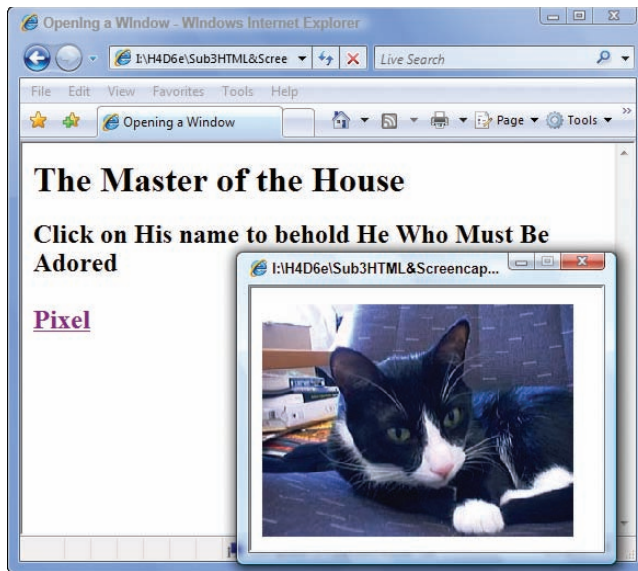 Opening a Window - Windows Internet Explorer
I:\H4D6e\Sub3HTML&Scree
Live Search
File Edit View Favorites Tools Help
Opening a Window
Page Tools »
The Master of the House
Click on His name to behold He Who Must Be
Adored
I:\H4D6e\Sub3HTML&Screencap...
Pixel